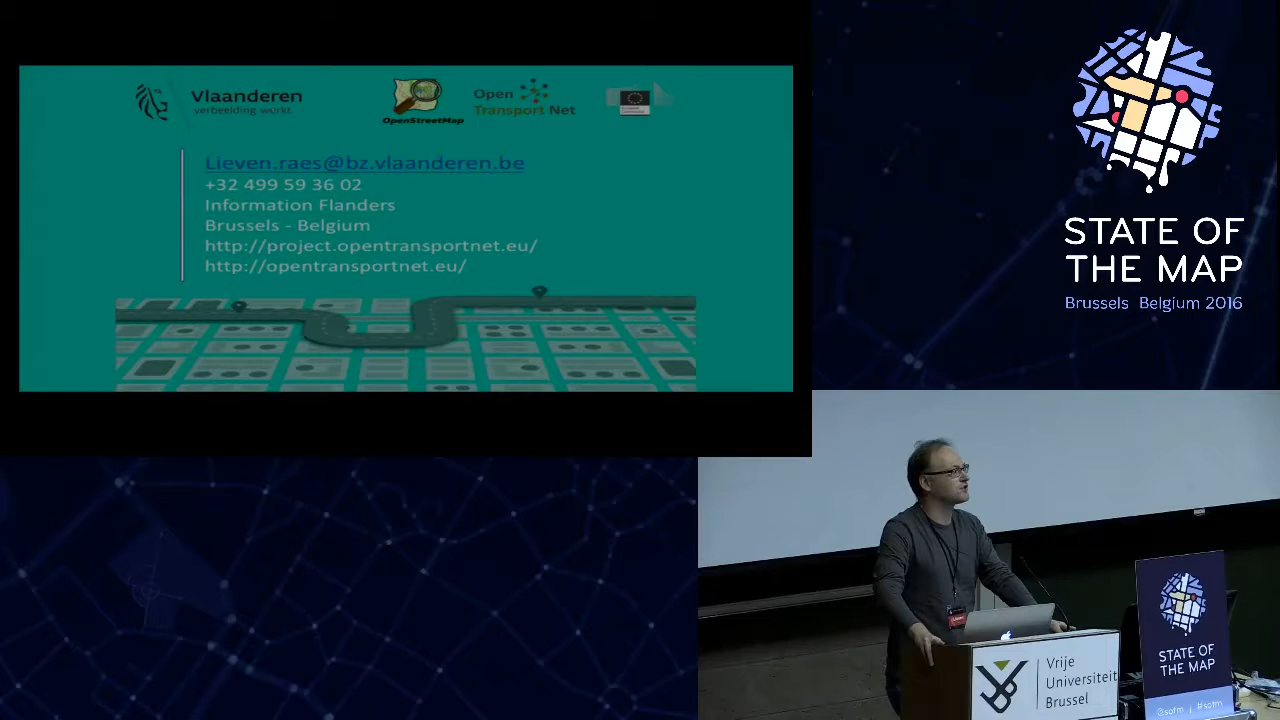 Vlaanderen
verbeelding werkt
OpenStreetMap
Open
Transport Net
Lieven.raes@bz.vlaanderen.be
+32 499 59 36 02
Information Flanders
Brussels - Belgium
http://project.opentransportnet.eu/
http://opentransportnet.eu/
STATE OF
THE MAP
Brussels Belgium 2016
Vrije
Universiteit
Brussel
STATE OF
THE MAP
@sotm | #sotm